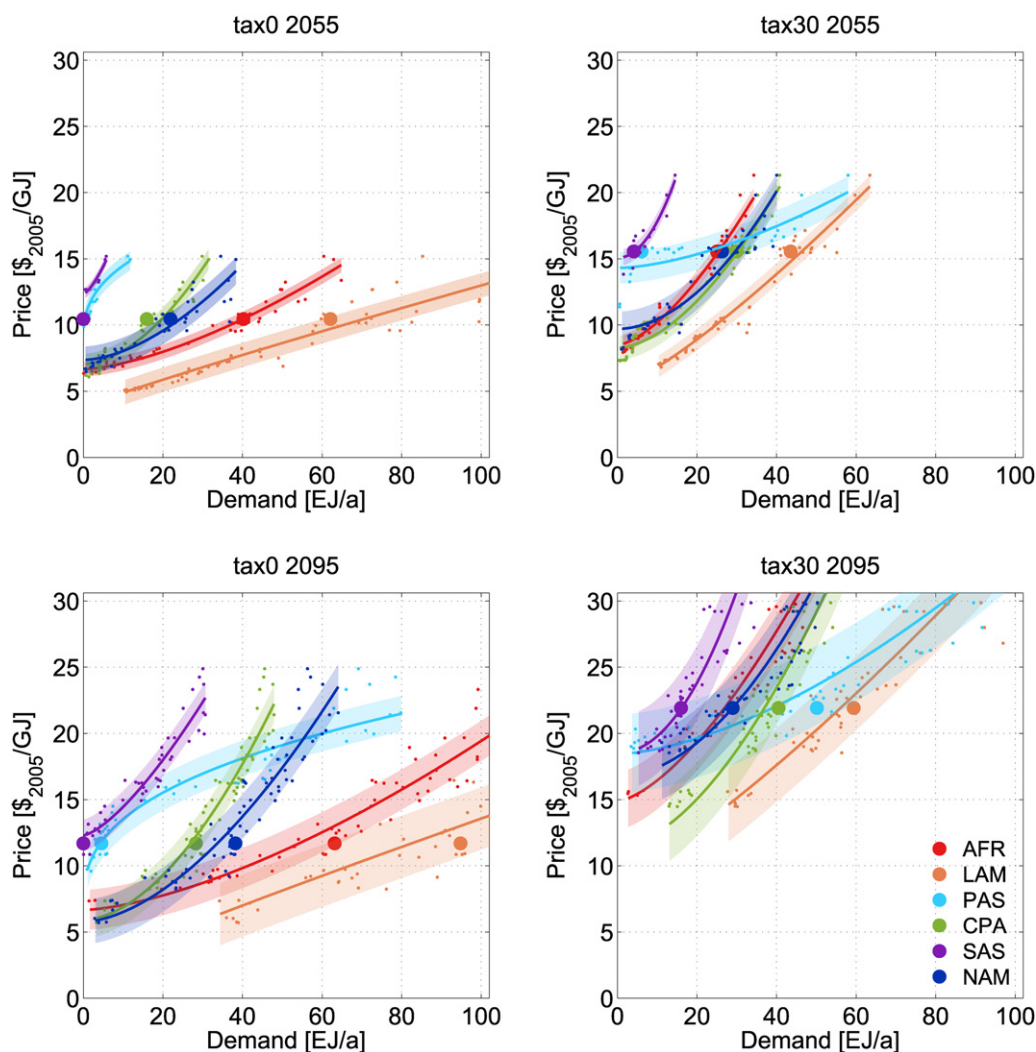 tax0 2055
30
25
20
15
10
5
0
Price [$2005/GJ]
0 20 40 60 80 100
Demand [EJ/a]
tax30 2055
30
25
20
15
10
5
0
Price [$2005/GJ]
0 20 40 60 80 100
Demand [EJ/a]
tax0 2095
30
25
20
15
10
5
0
Price [$2005/GJ]
0 20 40 60 80 100
Demand [EJ/a]
tax30 2095
30
25
20
15
10
5
0
Price [$2005/GJ]
0 20 40 60 80 100
Demand [EJ/a]
AFR
LAM
PAS
CPA
SAS
NAM